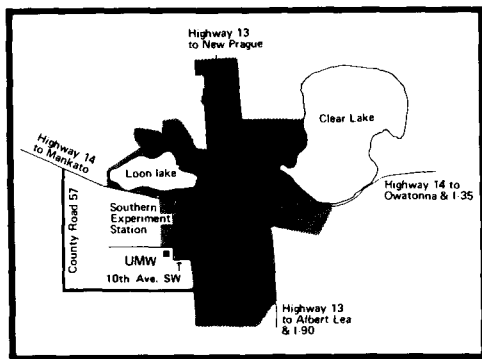 Highway 13
to New Prague
Clear Lake
Highway 14
to Mankato
Loon lake
Highway 14 to
Owatonna & I-35
County Road 57
Southern
Experiment
Station
UMW
10th Ave. SW
Highway 13
to Albert Lea
& I-90